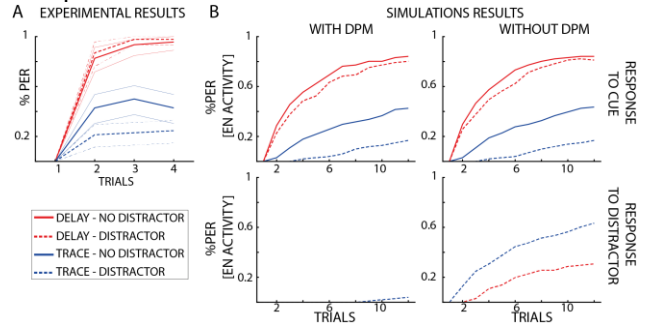 A EXPERIMENTAL RESULTS
B SIMULATIONS RESULTS
WITH DPM WITHOUT DPM
1
% PER
0.2
1 2 3 4
TRIALS
1
%PER
[EN ACTIVITY]
0.6
0.2
2 6 10
1
0.6
0.2
2 6 10
RESPONSE
TO CUE
DELAY - NO DISTRACTOR
DELAY - DISTRACTOR
TRACE - NO DISTRACTOR
TRACE - DISTRACTOR
1
%PER
[EN ACTIVITY]
0.6
0.2
2 6 10
TRIALS
1
0.6
0.2
2 6 10
TRIALS
RESPONSE
TO DISTRACTOR